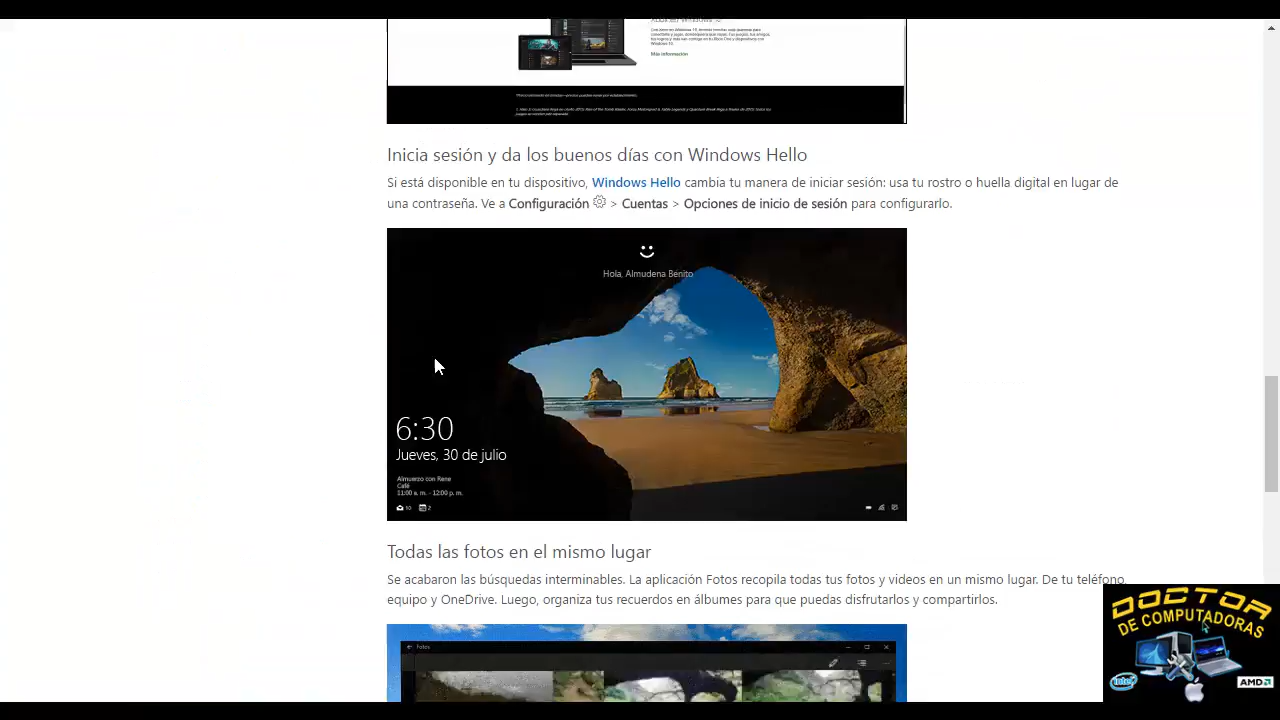 Más información
Inicia sesión y da los buenos días con Windows Hello
Si está disponible en tu dispositivo, Windows Hello cambia tu manera de iniciar sesión: usa tu rostro o huella digital en lugar de
una contraseña. Ve a Configuración > Cuentas > Opciones de inicio de sesión para configurarlo.
Hola, Almudena Benito
6:30
Jueves, 30 de julio
Almuerzo con Rene
Café
11:00 a. m. - 12:00 p. m.
10 2
Todas las fotos en el mismo lugar
Se acabaron las búsquedas interminables. La aplicación Fotos recopila todas tus fotos y videos en un mismo lugar. De tu teléfono,
equipo y OneDrive. Luego, organiza tus recuerdos en álbumes para que puedas disfrutarlos y compartirlos.
Fotos
DOCTOR
DE COMPUTADORAS
intel
AMD